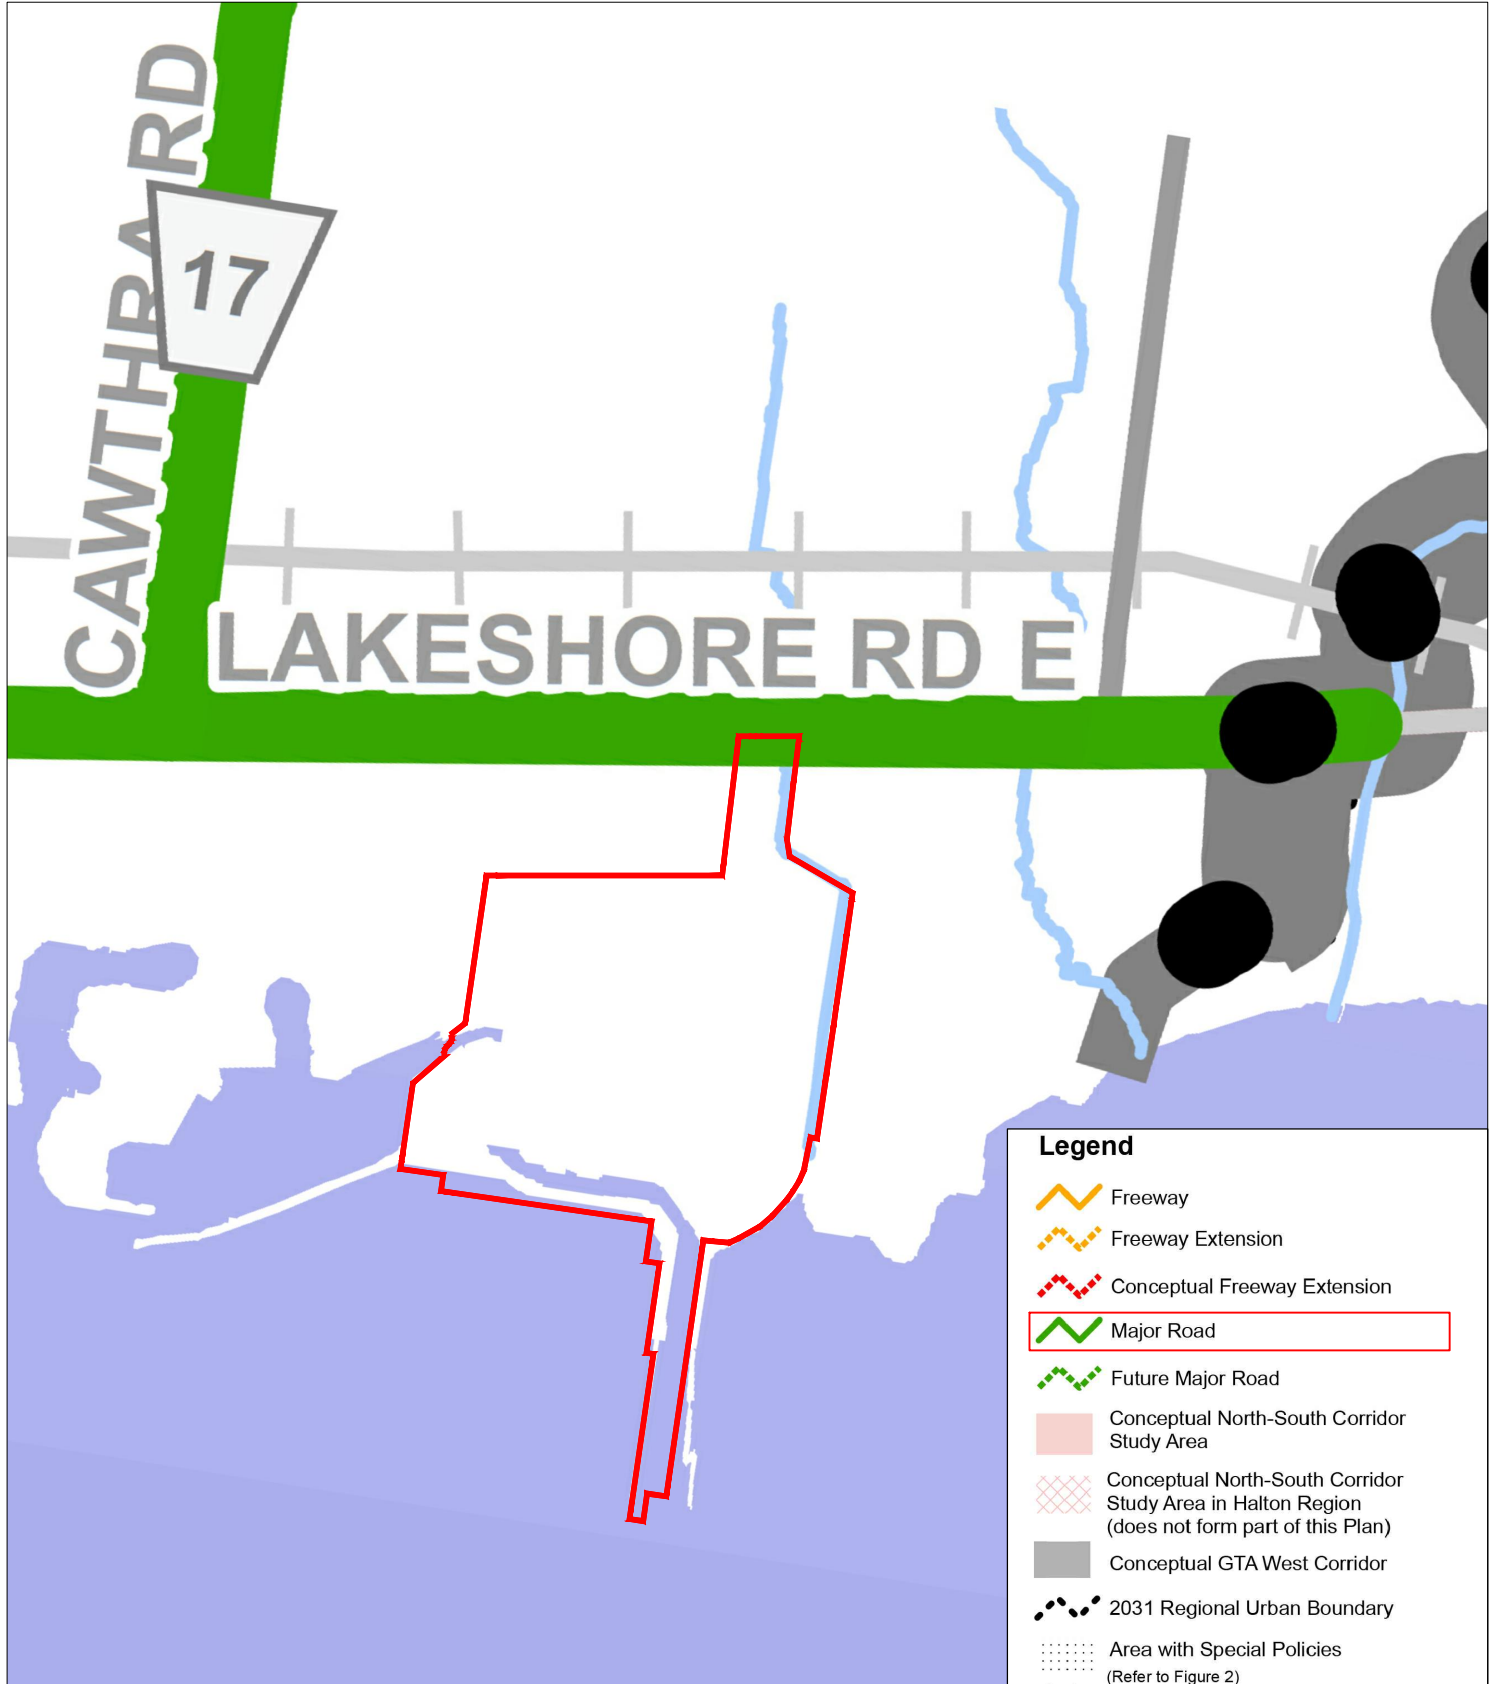 CAWTHRA RD
17
LAKESHORE RD E
Legend
Freeway
Freeway Extension
Conceptual Freeway Extension
Major Road
Future Major Road
Conceptual North-South Corridor
Study Area
Conceptual North-South Corridor
Study Area in Halton Region
(does not form part of this Plan)
Conceptual GTA West Corridor
2031 Regional Urban Boundary
Area with Special Policies
(Refer to Figure 2)